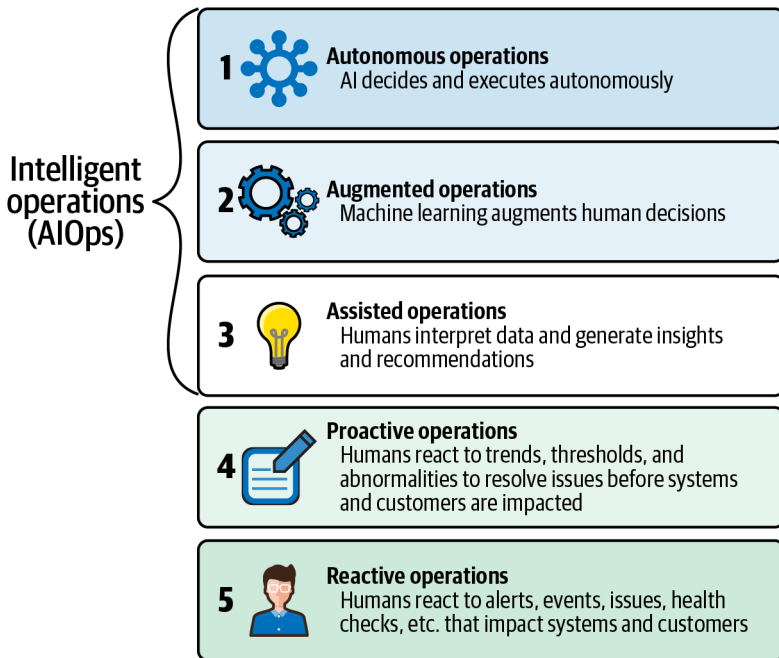 Intelligent
operations
(AIOps)
1
Autonomous operations
AI decides and executes autonomously
2
Augmented operations
Machine learning augments human decisions
3
Assisted operations
Humans interpret data and generate insights
and recommendations
4
Proactive operations
Humans react to trends, thresholds, and
abnormalities to resolve issues before systems
and customers are impacted
5
Reactive operations
Humans react to alerts, events, issues, health
checks, etc. that impact systems and customers